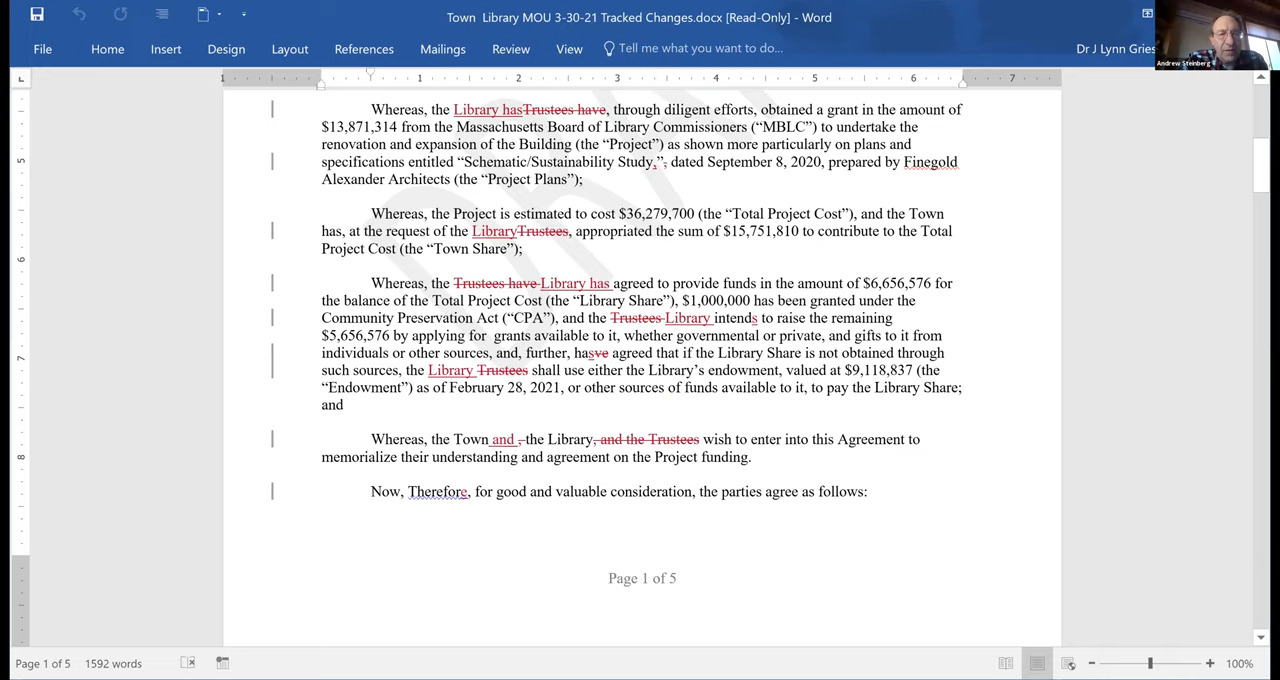 Town  Library MOU 3-30-21 Tracked Changes.docx [Read-Only] - Word
File Home Insert Design Layout References Mailings Review View Tell me what you want to do... Dr J Lynn Gries
Andrew Steinberg
1 1 2 3 4 5 6 7
Whereas, the Library hasTrustees have, through diligent efforts, obtained a grant in the amount of
$13,871,314 from the Massachusetts Board of Library Commissioners (“MBLC”) to undertake the
renovation and expansion of the Building (the “Project”) as shown more particularly on plans and
5
specifications entitled “Schematic/Sustainability Study,”, dated September 8, 2020, prepared by Finegold
Alexander Architects (the “Project Plans”);
Whereas, the Project is estimated to cost $36,279,700 (the “Total Project Cost”), and the Town
has, at the request of the LibraryTrustees, appropriated the sum of $15,751,810 to contribute to the Total
Project Cost (the “Town Share”);
6
Whereas, the Trustees have Library has agreed to provide funds in the amount of $6,656,576 for
the balance of the Total Project Cost (the “Library Share”), $1,000,000 has been granted under the
Community Preservation Act (“CPA”), and the Trustees Library intends to raise the remaining
$5,656,576 by applying for  grants available to it, whether governmental or private, and gifts to it from
individuals or other sources, and, further, hasve agreed that if the Library Share is not obtained through
7
such sources, the Library Trustees shall use either the Library’s endowment, valued at $9,118,837 (the
“Endowment”) as of February 28, 2021, or other sources of funds available to it, to pay the Library Share;
and
Whereas, the Town and , the Library, and the Trustees wish to enter into this Agreement to
memorialize their understanding and agreement on the Project funding.
8
Now, Therefore, for good and valuable consideration, the parties agree as follows:
Page 1 of 5
Page 1 of 5 1592 words 100%